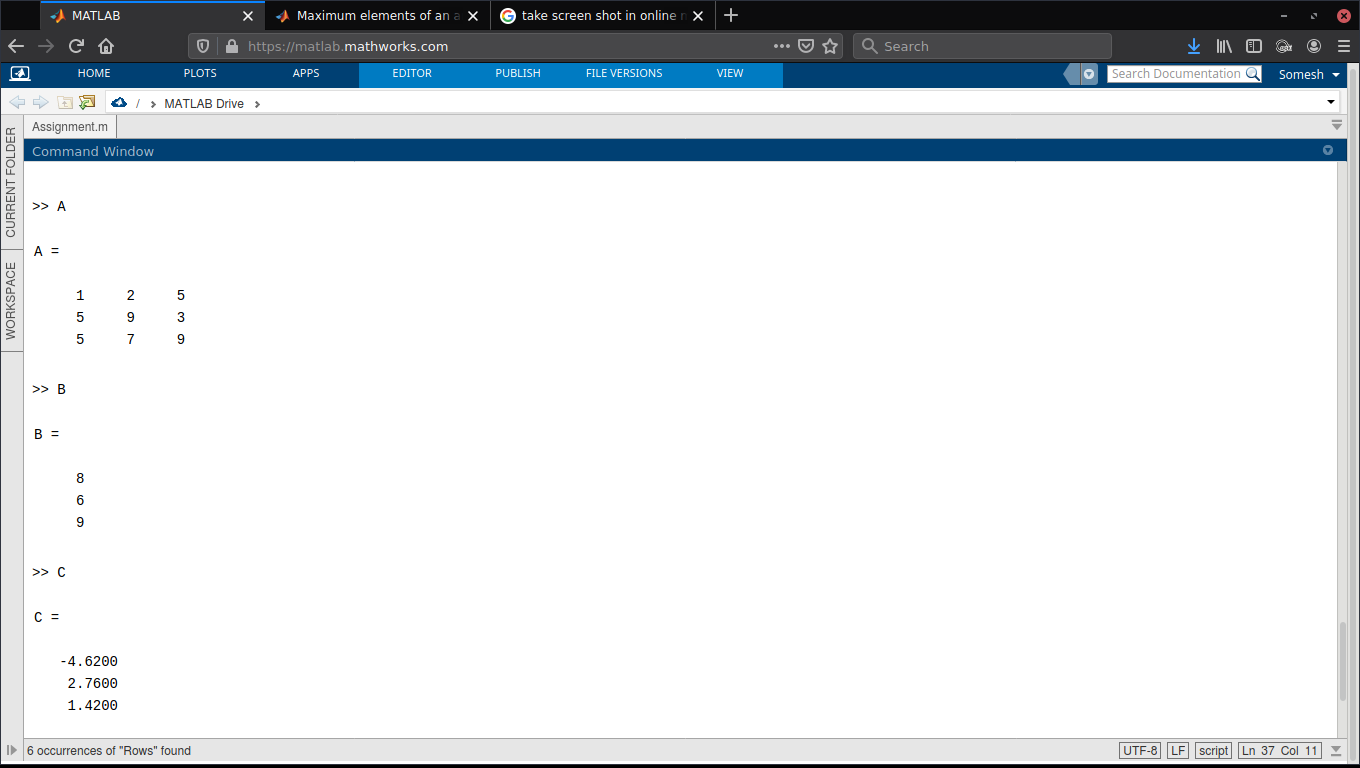 MATLAB
Maximum elements of an a
take screen shot in online
https://matlab.mathworks.com
Search
HOME PLOTS APPS EDITOR PUBLISH FILE VERSIONS VIEW
Search Documentation
Somesh
/ > MATLAB Drive >
CURRENT FOLDER
WORKSPACE
Assignment.m
Command Window
>> A
A =
1 2 5
5 9 3
5 7 9
>> B
B =
8
6
9
>> C
C =
-4.6200
2.7600
1.4200
6 occurrences of "Rows" found
UTF-8 LF script Ln 37 Col 11